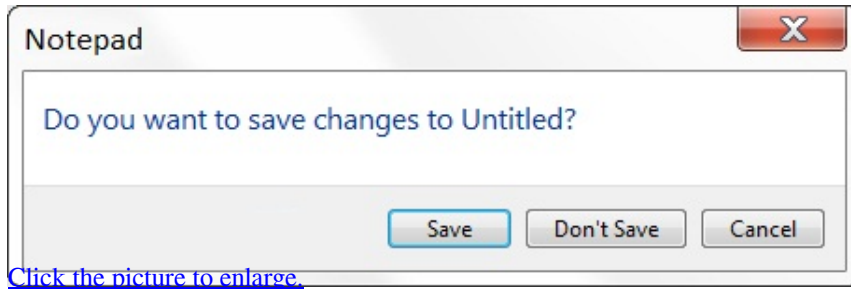 Notepad
Do you want to save changes to Untitled?
Save Don't Save Cancel
Click the picture to enlarge.